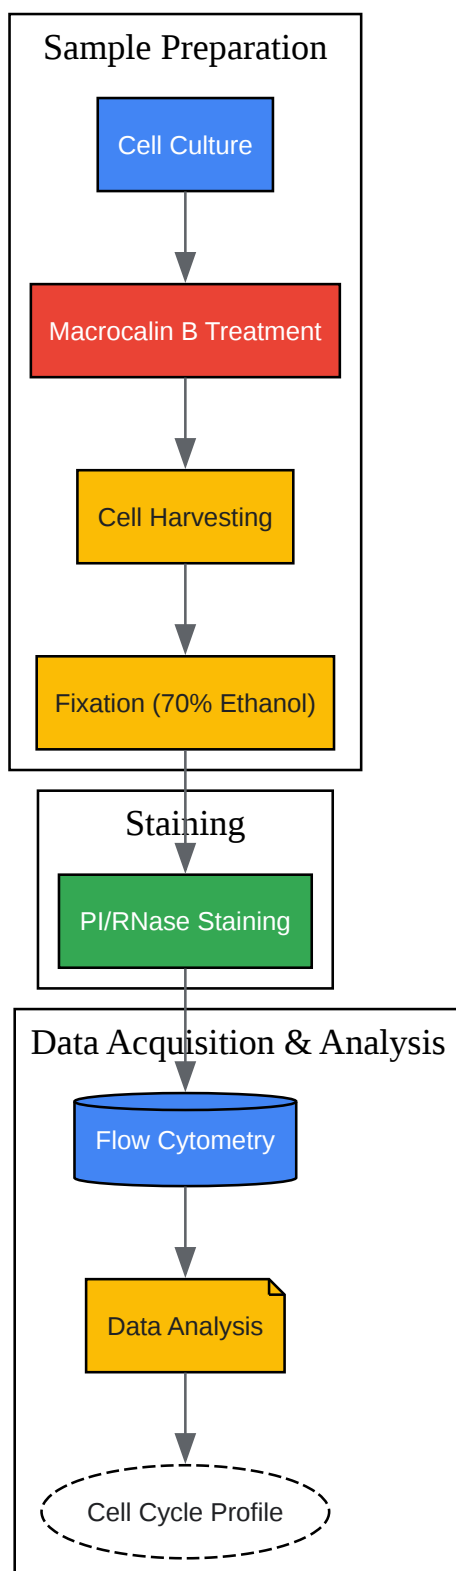 Sample Preparation
Cell Culture
Macrocalin B Treatment
Cell Harvesting
Fixation (70% Ethanol)
Staining
PI/RNase Staining
Data Acquisition & Analysis
Flow Cytometry
Data Analysis
Cell Cycle Profile